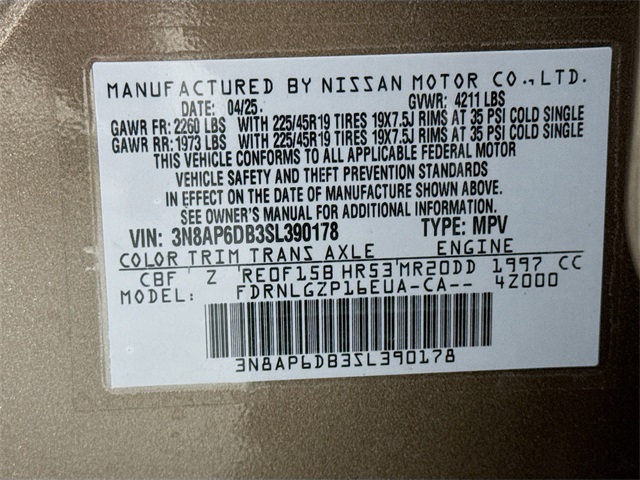 MANUFACTURED BY NISSAN MOTOR CO., LTD.
DATE: 04/25. GVWR: 4211 LBS
GAWR FR: 2260 LBS WITH 225/45R19 TIRES 19X7.5J RIMS AT 35 PSI COLD SINGLE
GAWR RR: 1973 LBS WITH 225/45R19 TIRES 19X7.5J RIMS AT 35 PSI COLD SINGLE
THIS VEHICLE CONFORMS TO ALL APPLICABLE FEDERAL MOTOR
VEHICLE SAFETY AND THEFT PREVENTION STANDARDS
IN EFFECT ON THE DATE OF MANUFACTURE SHOWN ABOVE.
SEE OWNER'S MANUAL FOR ADDITIONAL INFORMATION.
VIN: 3N8AP6DB3SL390178 TYPE: MPV
COLOR TRIM TRANS AXLE ENGINE
CBF Z RE0F15B HR53 MR20DD 1997 CC
MODEL: FDRNLGZP16EUA-CA-- 4Z000
3N8AP6DB3SL390178